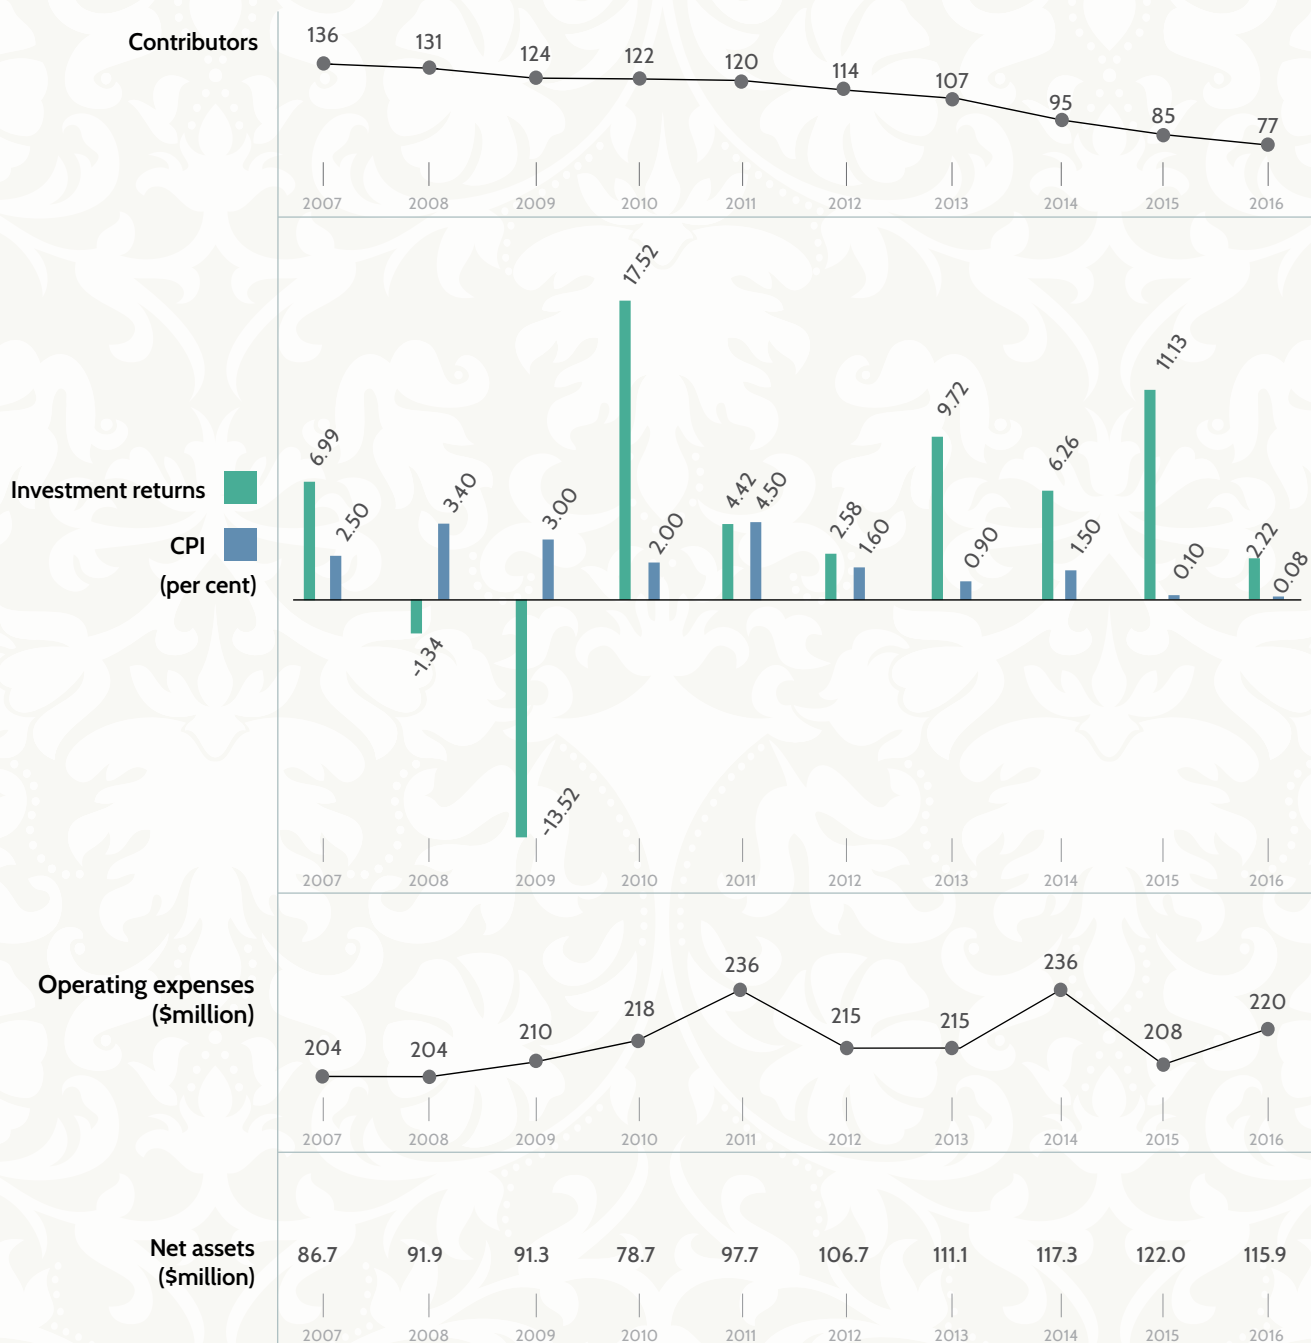 Contributors
136 131 124 122 120 114 107 95 85 77
2007 2008 2009 2010 2011 2012 2013 2014 2015 2016
Investment returns
CPI
(per cent)
6.99 2.50 -1.34 3.40 -13.52 3.00 17.52 2.00 4.42 4.50 2.58 1.60 9.72 0.90 6.26 1.50 11.13 0.10 2.22 0.08
2007 2008 2009 2010 2011 2012 2013 2014 2015 2016
Operating expenses
($million)
204 204 210 218 236 215 215 236 208 220
2007 2008 2009 2010 2011 2012 2013 2014 2015 2016
Net assets
($million)
86.7 91.9 91.3 78.7 97.7 106.7 111.1 117.3 122.0 115.9
2007 2008 2009 2010 2011 2012 2013 2014 2015 2016